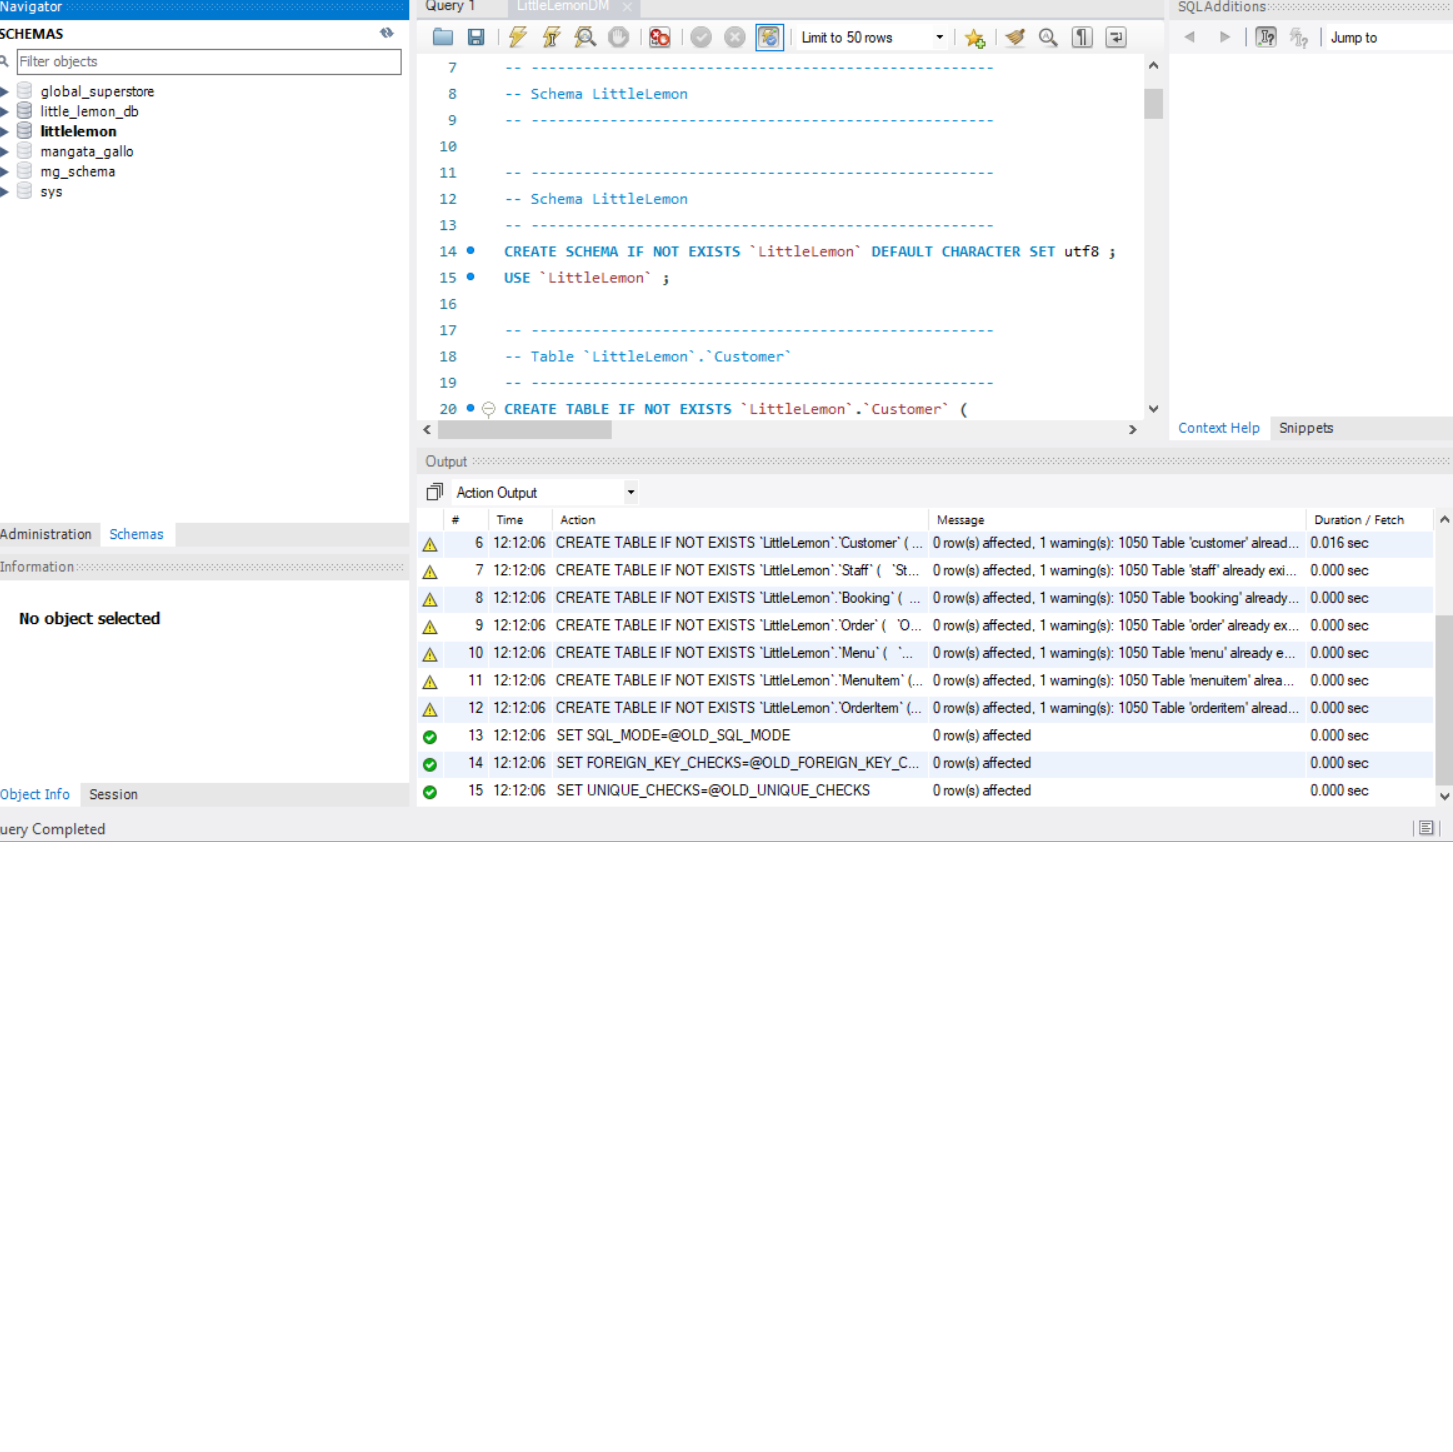 Navigator
SCHEMAS
Filter objects
global_superstore
little_lemon_db
littlelemon
mangata_gallo
mg_schema
sys
Administration Schemas
Information
No object selected
Object Info Session
uery Completed
Query 1 LittleLemonDM
Limit to 50 rows
7 -- -----------------------------------------------------
8 -- Schema LittleLemon
9 -- -----------------------------------------------------
10
11 -- -----------------------------------------------------
12 -- Schema LittleLemon
13 -- -----------------------------------------------------
14 CREATE SCHEMA IF NOT EXISTS `LittleLemon` DEFAULT CHARACTER SET utf8 ;
15 USE `LittleLemon` ;
16
17 -- -----------------------------------------------------
18 -- Table `LittleLemon`.`Customer`
19 -- -----------------------------------------------------
20 CREATE TABLE IF NOT EXISTS `LittleLemon`.`Customer` (
SQLAdditions
Jump to
Context Help Snippets
Output
Action Output
# Time Action Message Duration / Fetch
6 12:12:06 CREATE TABLE IF NOT EXISTS `LittleLemon`.`Customer` ( ... 0 row(s) affected, 1 warning(s): 1050 Table 'customer' alread... 0.016 sec
7 12:12:06 CREATE TABLE IF NOT EXISTS `LittleLemon`.`Staff` ( `St... 0 row(s) affected, 1 warning(s): 1050 Table 'staff' already exi... 0.000 sec
8 12:12:06 CREATE TABLE IF NOT EXISTS `LittleLemon`.`Booking` ( ... 0 row(s) affected, 1 warning(s): 1050 Table 'booking' already... 0.000 sec
9 12:12:06 CREATE TABLE IF NOT EXISTS `LittleLemon`.`Order` ( `O... 0 row(s) affected, 1 warning(s): 1050 Table 'order' already ex... 0.000 sec
10 12:12:06 CREATE TABLE IF NOT EXISTS `LittleLemon`.`Menu` ( `... 0 row(s) affected, 1 warning(s): 1050 Table 'menu' already e... 0.000 sec
11 12:12:06 CREATE TABLE IF NOT EXISTS `LittleLemon`.`MenuItem` (... 0 row(s) affected, 1 warning(s): 1050 Table 'menuitem' alrea... 0.000 sec
12 12:12:06 CREATE TABLE IF NOT EXISTS `LittleLemon`.`OrderItem` (... 0 row(s) affected, 1 warning(s): 1050 Table 'orderitem' alread... 0.000 sec
13 12:12:06 SET SQL_MODE=@OLD_SQL_MODE 0 row(s) affected 0.000 sec
14 12:12:06 SET FOREIGN_KEY_CHECKS=@OLD_FOREIGN_KEY_C... 0 row(s) affected 0.000 sec
15 12:12:06 SET UNIQUE_CHECKS=@OLD_UNIQUE_CHECKS 0 row(s) affected 0.000 sec